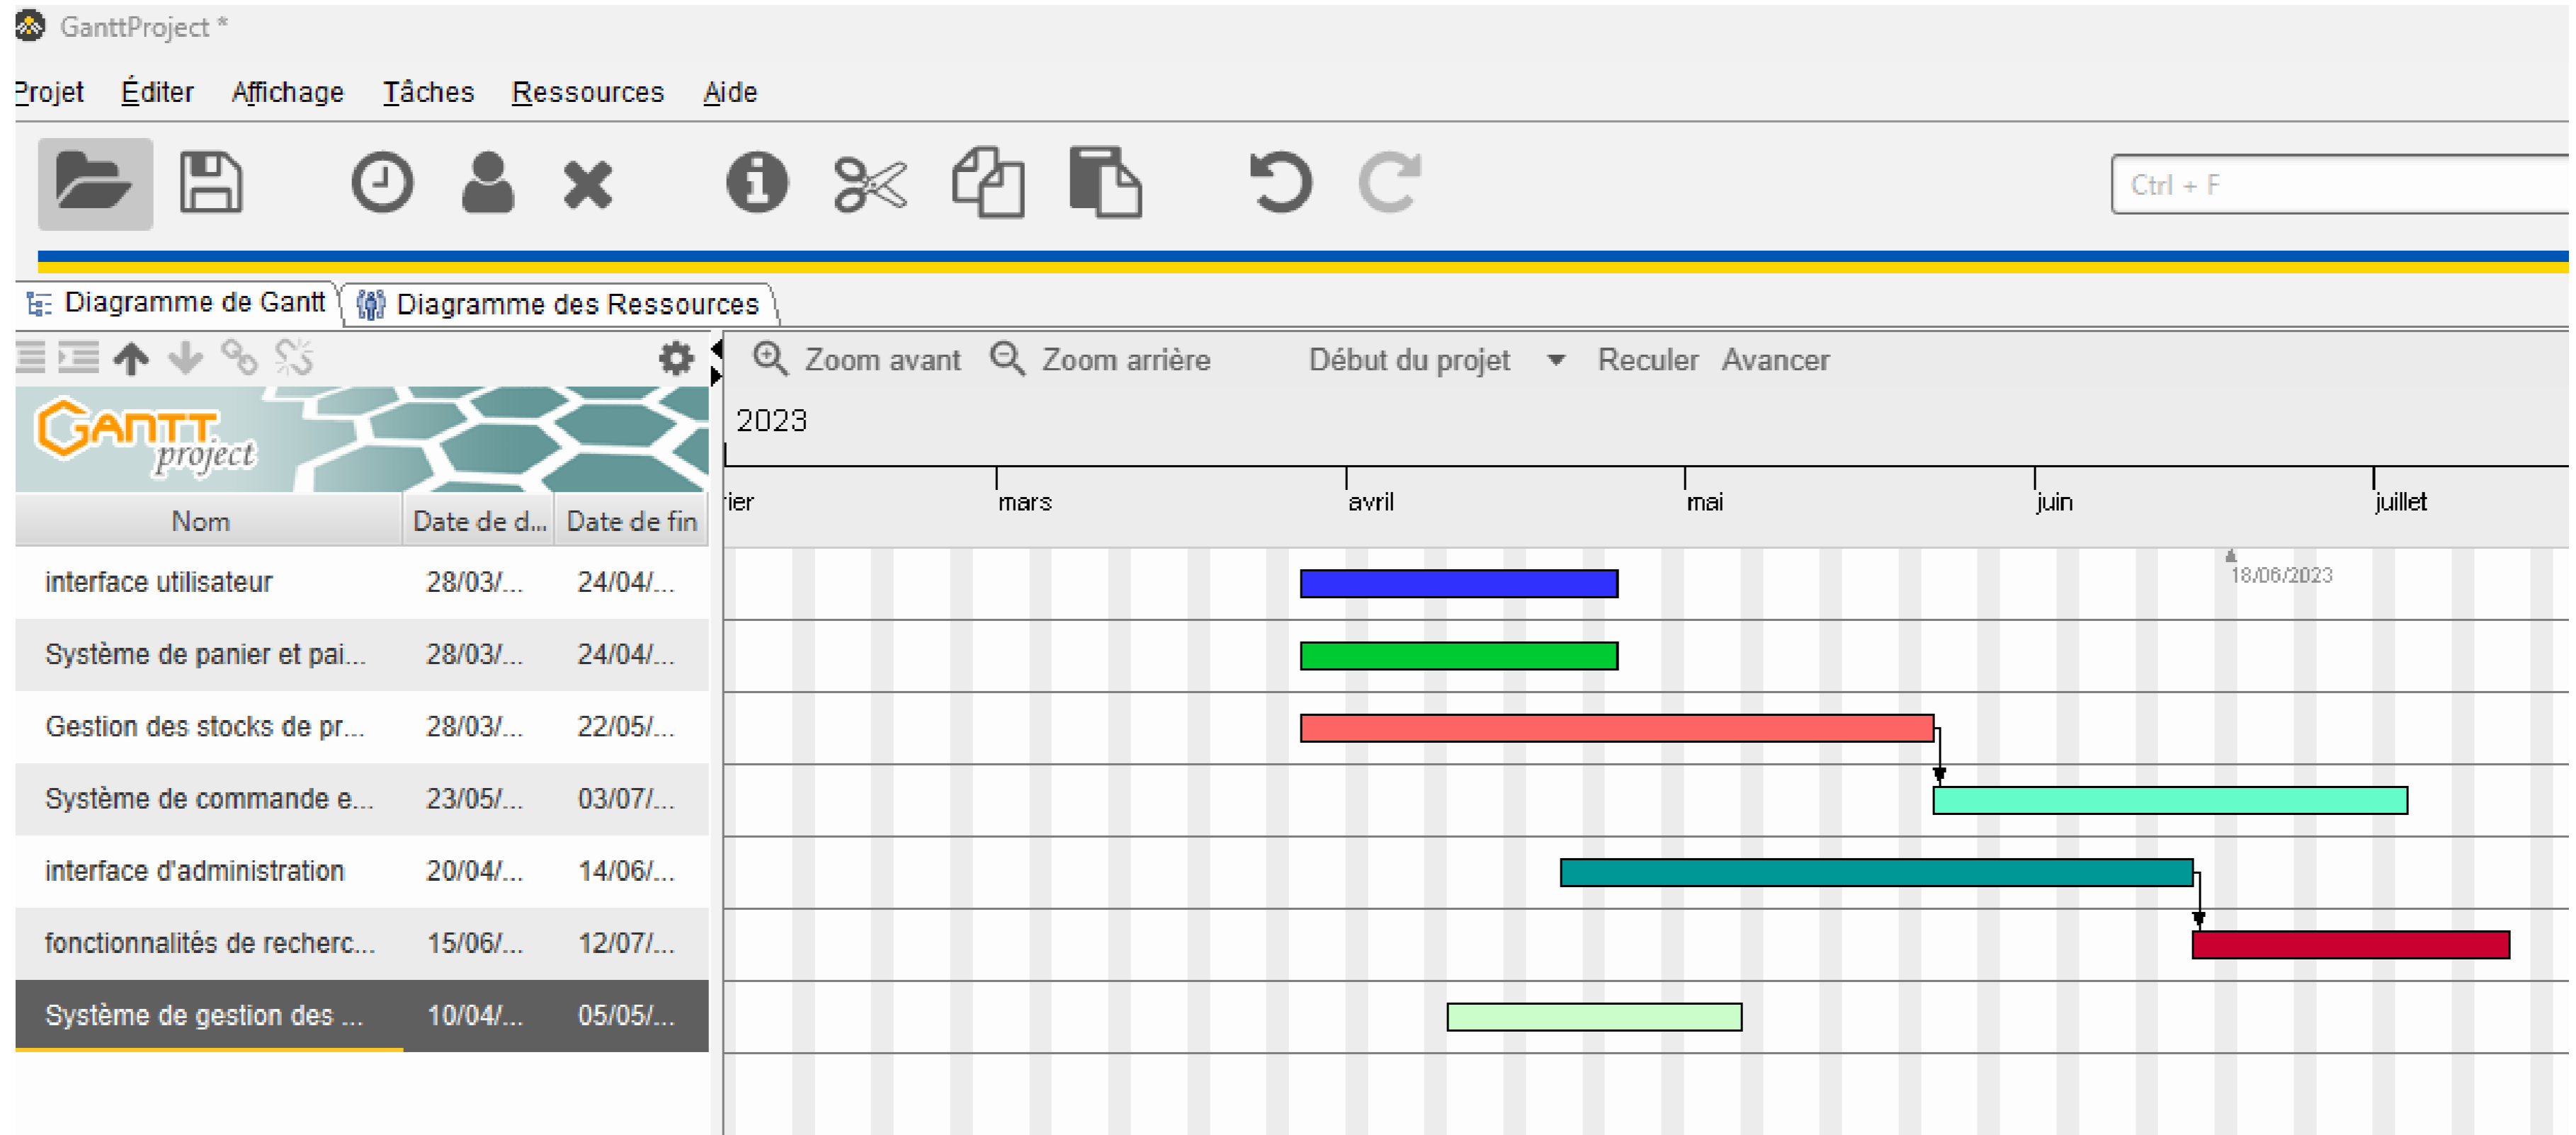 GanttProject *
Projet Éditer Affichage Tâches Ressources Aide
Ctrl + F
Diagramme de Gantt Diagramme des Ressources
Zoom avant Zoom arrière Début du projet Reculer Avancer
GANTT
project
2023
ier mars avril mai juin juillet
Nom Date de d... Date de fin
18/06/2023
interface utilisateur 28/03/... 24/04/...
Système de panier et pai... 28/03/... 24/04/...
Gestion des stocks de pr... 28/03/... 22/05/...
Système de commande e... 23/05/... 03/07/...
interface d'administration 20/04/... 14/06/...
fonctionnalités de recherc... 15/06/... 12/07/...
Système de gestion des ... 10/04/... 05/05/...